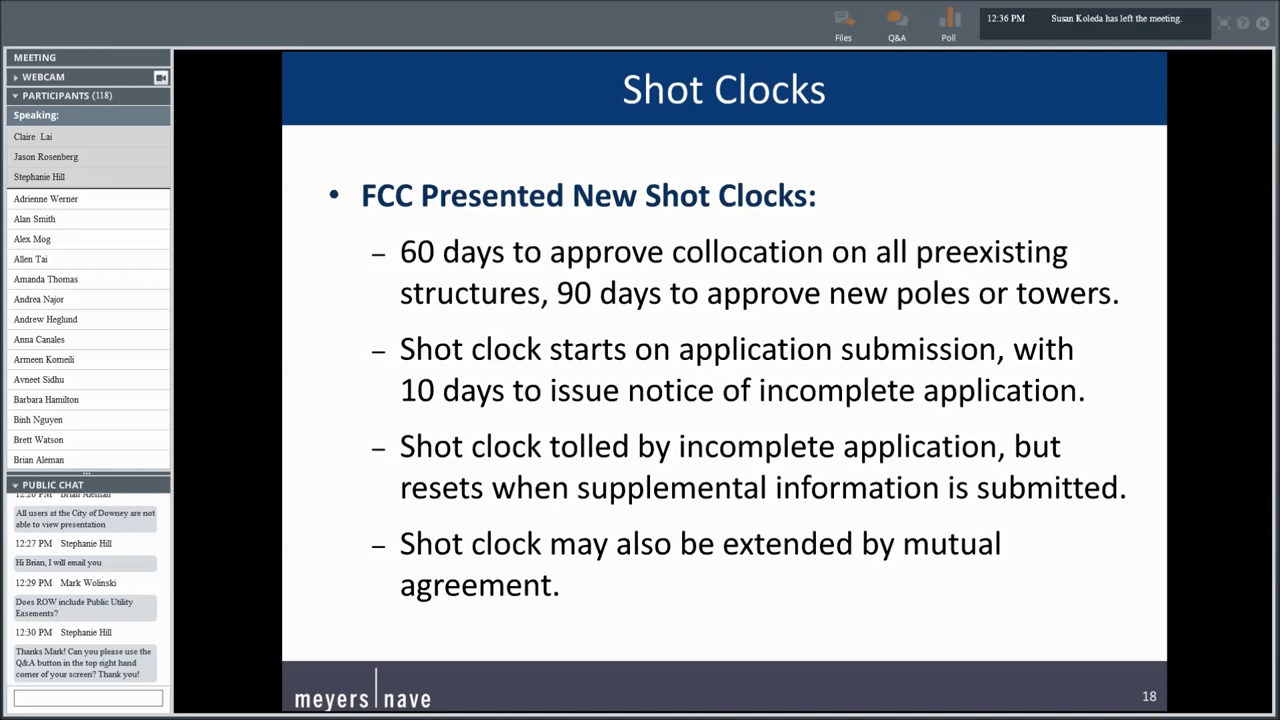 Files
Q&A
Poll
12:36 PM Susan Koleda has left the meeting.
MEETING
WEBCAM
PARTICIPANTS (118)
Speaking:
Claire Lai
Jason Rosenberg
Stephanie Hill
Adrienne Werner
Alan Smith
Alex Mog
Allen Tai
Amanda Thomas
Andrea Najor
Andrew Heglund
Anna Canales
Armeen Komeili
Avneet Sidhu
Barbara Hamilton
Binh Nguyen
Brett Watson
Brian Aleman
PUBLIC CHAT
12:26 PM Brian Aleman
All users at the City of Downey are not
able to view presentation
12:27 PM Stephanie Hill
Hi Brian, I will email you
12:29 PM Mark Wolinski
Does ROW include Public Utility
Easements?
12:30 PM Stephanie Hill
Thanks Mark! Can you please use the
Q&A button in the top right hand
corner of your screen? Thank you!
Shot Clocks
• FCC Presented New Shot Clocks:
– 60 days to approve collocation on all preexisting
structures, 90 days to approve new poles or towers.
– Shot clock starts on application submission, with
10 days to issue notice of incomplete application.
– Shot clock tolled by incomplete application, but
resets when supplemental information is submitted.
– Shot clock may also be extended by mutual
agreement.
meyers nave
18